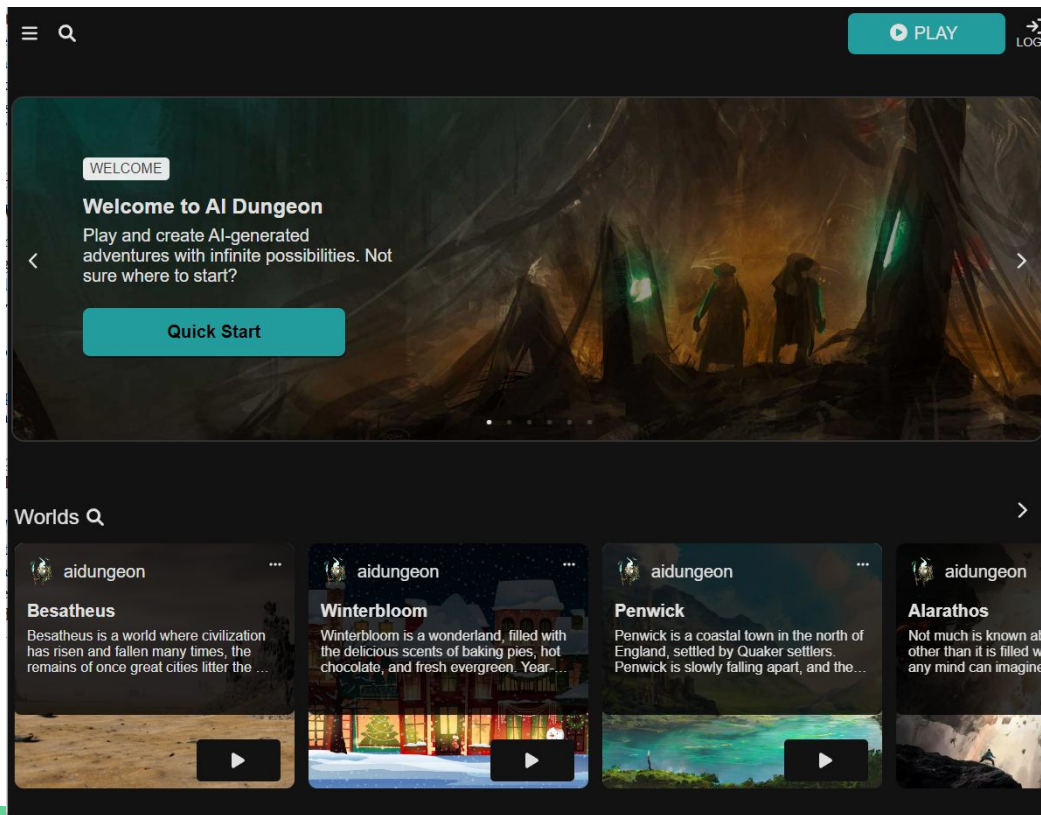 PLAY
LOG
WELCOME
Welcome to AI Dungeon
Play and create AI-generated
adventures with infinite possibilities. Not
sure where to start?
Quick Start
Worlds
aidungeon
Besatheus
Besatheus is a world where civilization
has risen and fallen many times, the
remains of once great cities litter the ...
aidungeon
Winterbloom
Winterbloom is a wonderland, filled with
the delicious scents of baking pies, hot
chocolate, and fresh evergreen. Year-...
aidungeon
Penwick
Penwick is a coastal town in the north of
England, settled by Quaker settlers.
Penwick is slowly falling apart, and the...
aidungeon
Alarathos
Not much is known
other than it is filled
any mind can imagine